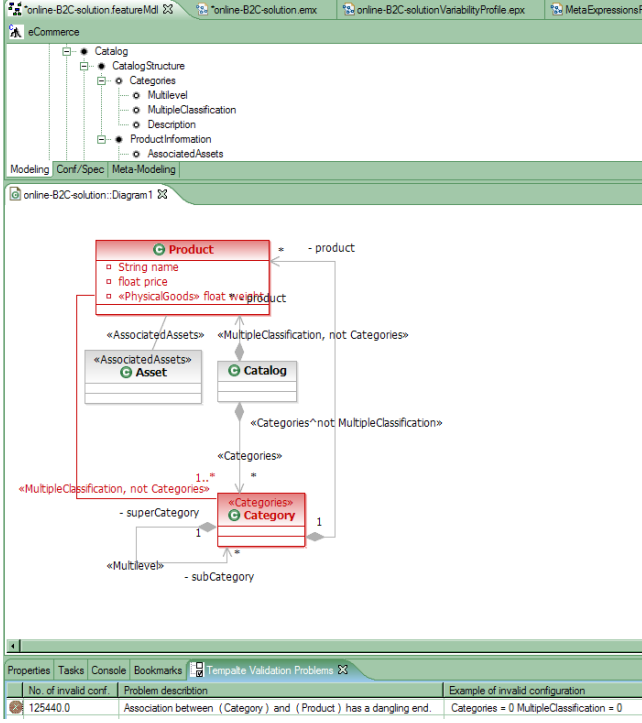 *online-B2C-solution.featureMdl
*online-B2C-solution.emx
online-B2C-solutionVariabilityProfile.epx
MetaExpressionsF
eCommerce
Catalog
CatalogStructure
Categories
Multilevel
MultipleClassification
Description
ProductInformation
AssociatedAssets
Modeling Conf/Spec Meta-Modeling
online-B2C-solution::Diagram1
Product
* - product
String name
float price
«PhysicalGoods» float weight
* - product
«AssociatedAssets» «MultipleClassification, not Categories»
«AssociatedAssets»
Asset
Catalog
«Categories^not MultipleClassification»
«Categories»
1..* *
«MultipleClassification, not Categories»
«Categories»
Category
- superCategory
1
1
*
«Multilevel»
- subCategory
Properties Tasks Console Bookmarks Tempalte Validation Problems
No. of invalid conf. Problem describtion Example of invalid configuration
125440.0 Association between ( Category ) and ( Product ) has a dangling end. Categories = 0 MultipleClassification = 0